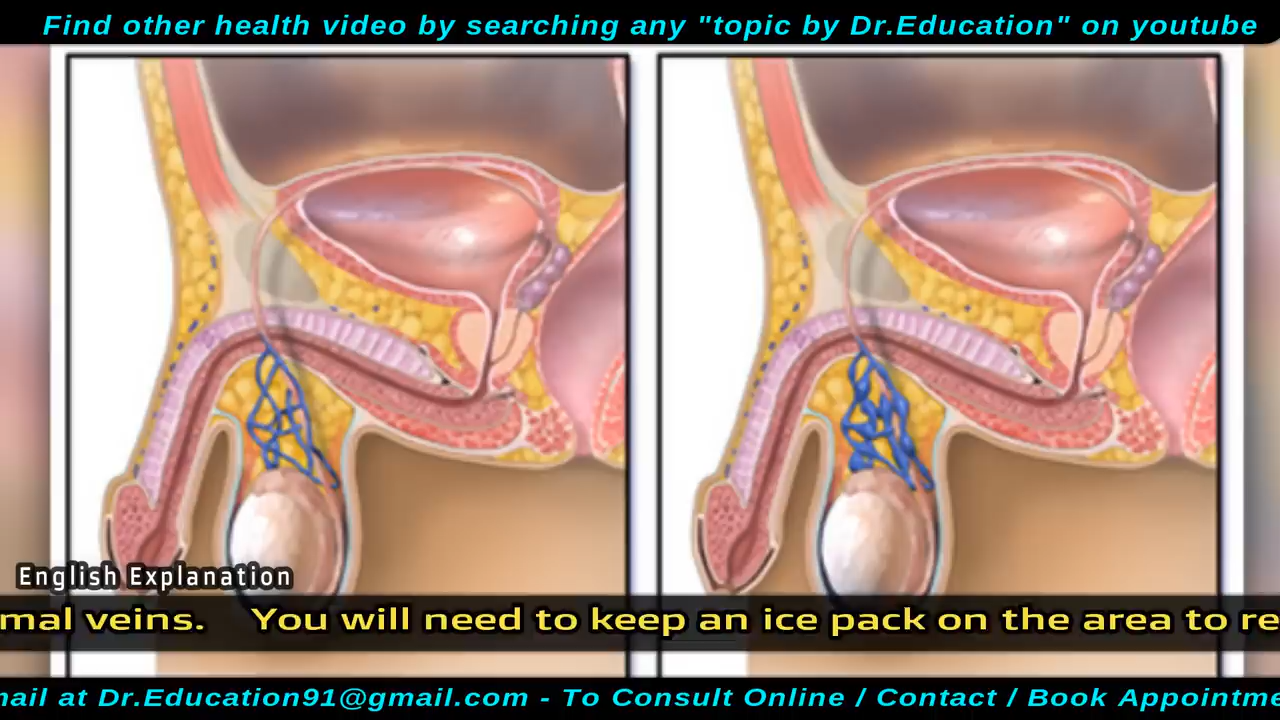 Find other health video by searching any "topic by Dr.Education" on youtube
English Explanation
mal veins. You will need to keep an ice pack on the area to re
mail at Dr.Education91@gmail.com - To Consult Online / Contact / Book Appointme